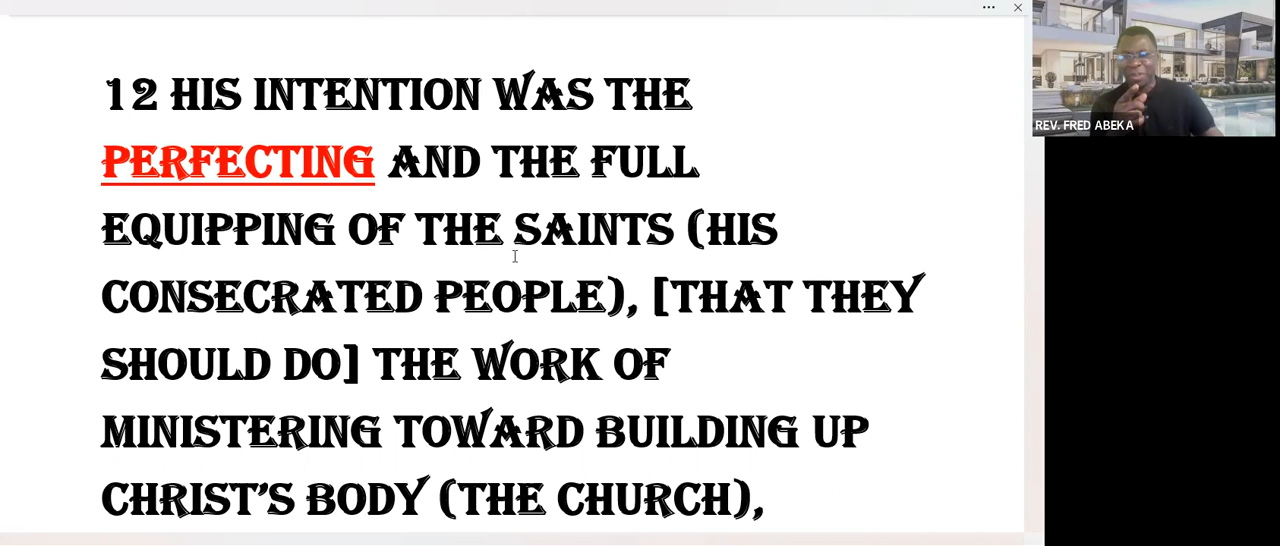 12 HIS INTENTION WAS THE
PERFECTING AND THE FULL
EQUIPPING OF THE SAINTS (HIS
CONSECRATED PEOPLE), [THAT THEY
SHOULD DO] THE WORK OF
MINISTERING TOWARD BUILDING UP
CHRIST’S BODY (THE CHURCH),
REV. FRED ABEKA